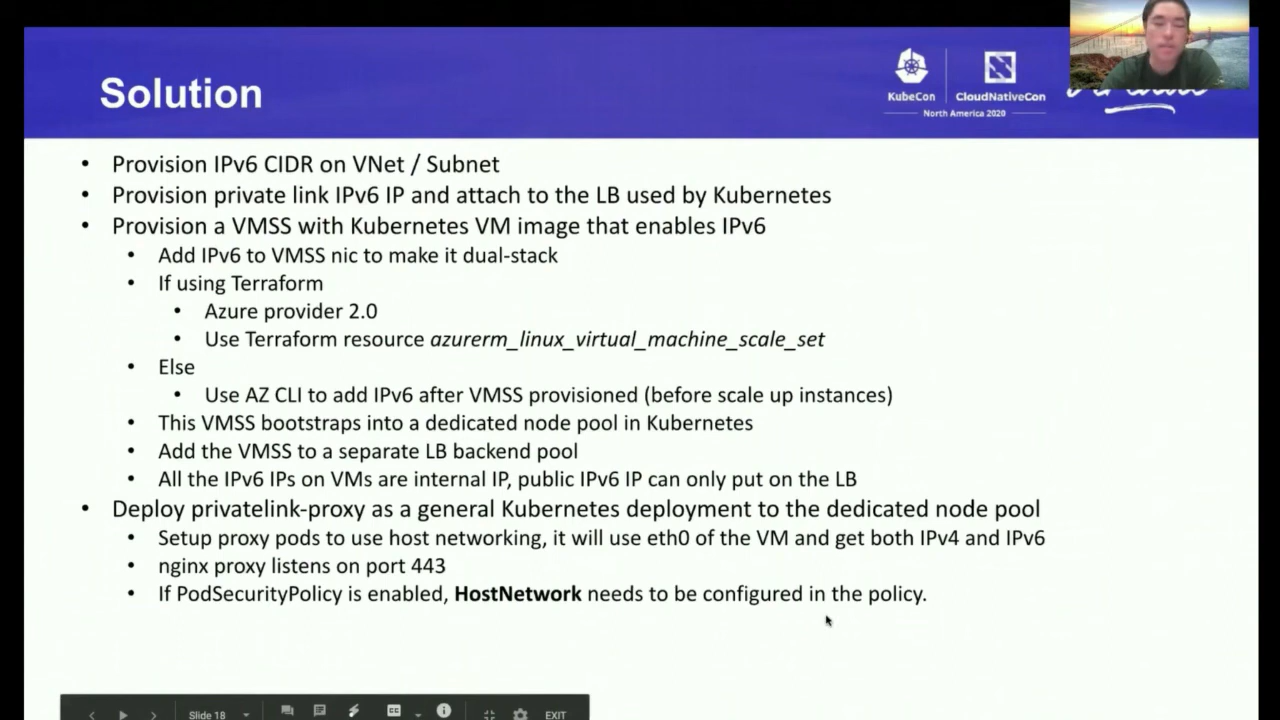 Solution
KubeCon
CloudNativeCon
North America 2020
• Provision IPv6 CIDR on VNet / Subnet
• Provision private link IPv6 IP and attach to the LB used by Kubernetes
• Provision a VMSS with Kubernetes VM image that enables IPv6
• Add IPv6 to VMSS nic to make it dual-stack
• If using Terraform
• Azure provider 2.0
• Use Terraform resource azurerm_linux_virtual_machine_scale_set
• Else
• Use AZ CLI to add IPv6 after VMSS provisioned (before scale up instances)
• This VMSS bootstraps into a dedicated node pool in Kubernetes
• Add the VMSS to a separate LB backend pool
• All the IPv6 IPs on VMs are internal IP, public IPv6 IP can only put on the LB
• Deploy privatelink-proxy as a general Kubernetes deployment to the dedicated node pool
• Setup proxy pods to use host networking, it will use eth0 of the VM and get both IPv4 and IPv6
• nginx proxy listens on port 443
• If PodSecurityPolicy is enabled, HostNetwork needs to be configured in the policy.
Slide 18
CC
EXIT